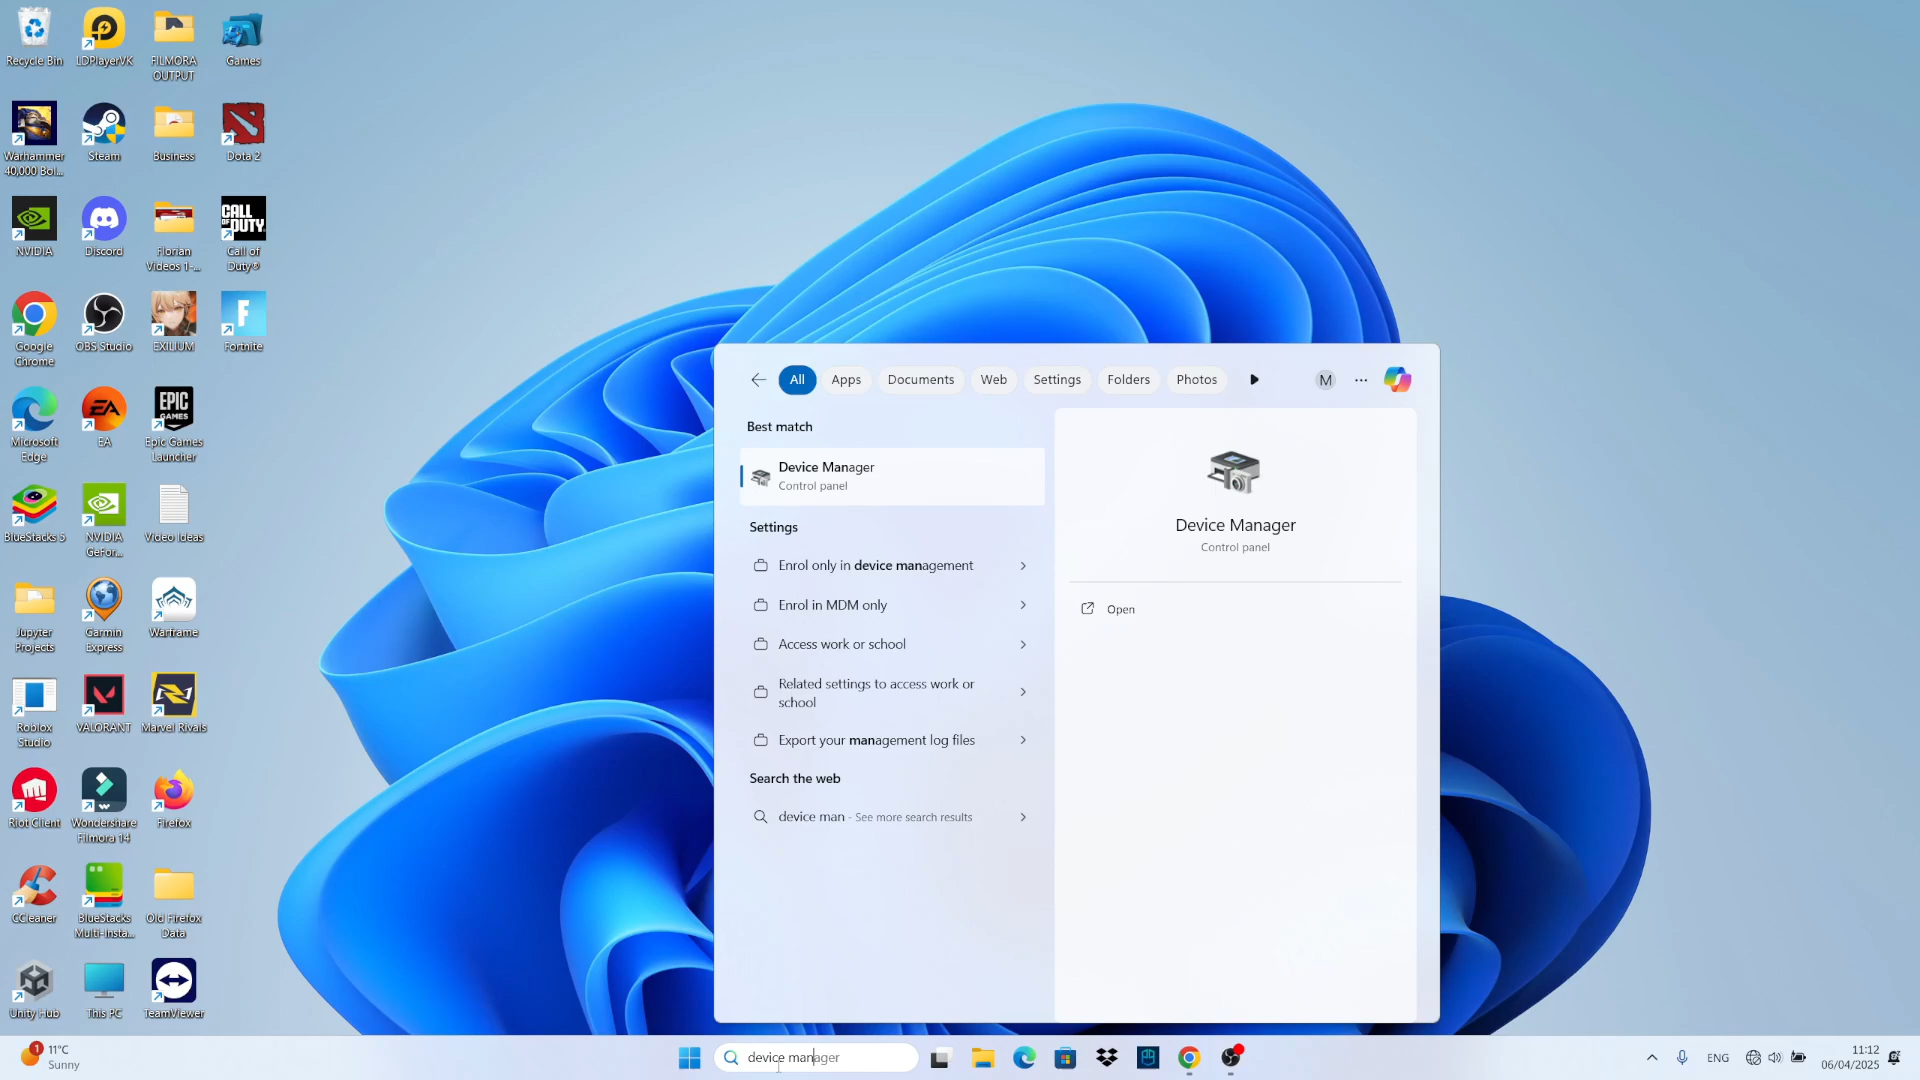 Recycle Bin
LDPlayerVK
FILMORA
OUTPUT
Games
Warhammer
40,000 Bol...
Steam
Business
Dota 2
NVIDIA
Discord
Florian
Videos 1-...
CALL OF DUTY
Call of
Duty®
Google
Chrome
OBS Studio
EXILIUM
Fortnite
Microsoft
Edge
EA
EPIC
GAMES
Epic Games
Launcher
BlueStacks 5
NVIDIA
GeFor...
Video Ideas
Jupyter
Projects
Garmin
Express
Warframe
Roblox
Studio
VALORANT
Marvel Rivals
Riot Client
Wondershare
Filmora 14
Firefox
CCleaner
BlueStacks
Multi-Insta...
Old Firefox
Data
Unity Hub
This PC
TeamViewer
All
Apps
Documents
Web
Settings
Folders
Photos
M
Best match
Device Manager
Control panel
Settings
Enrol only in device management
Enrol in MDM only
Access work or school
Related settings to access work or
school
Export your management log files
Search the web
device man - See more search results
Device Manager
Control panel
Open
1
11°C
Sunny
device manager
ENG
11:12
06/04/2025